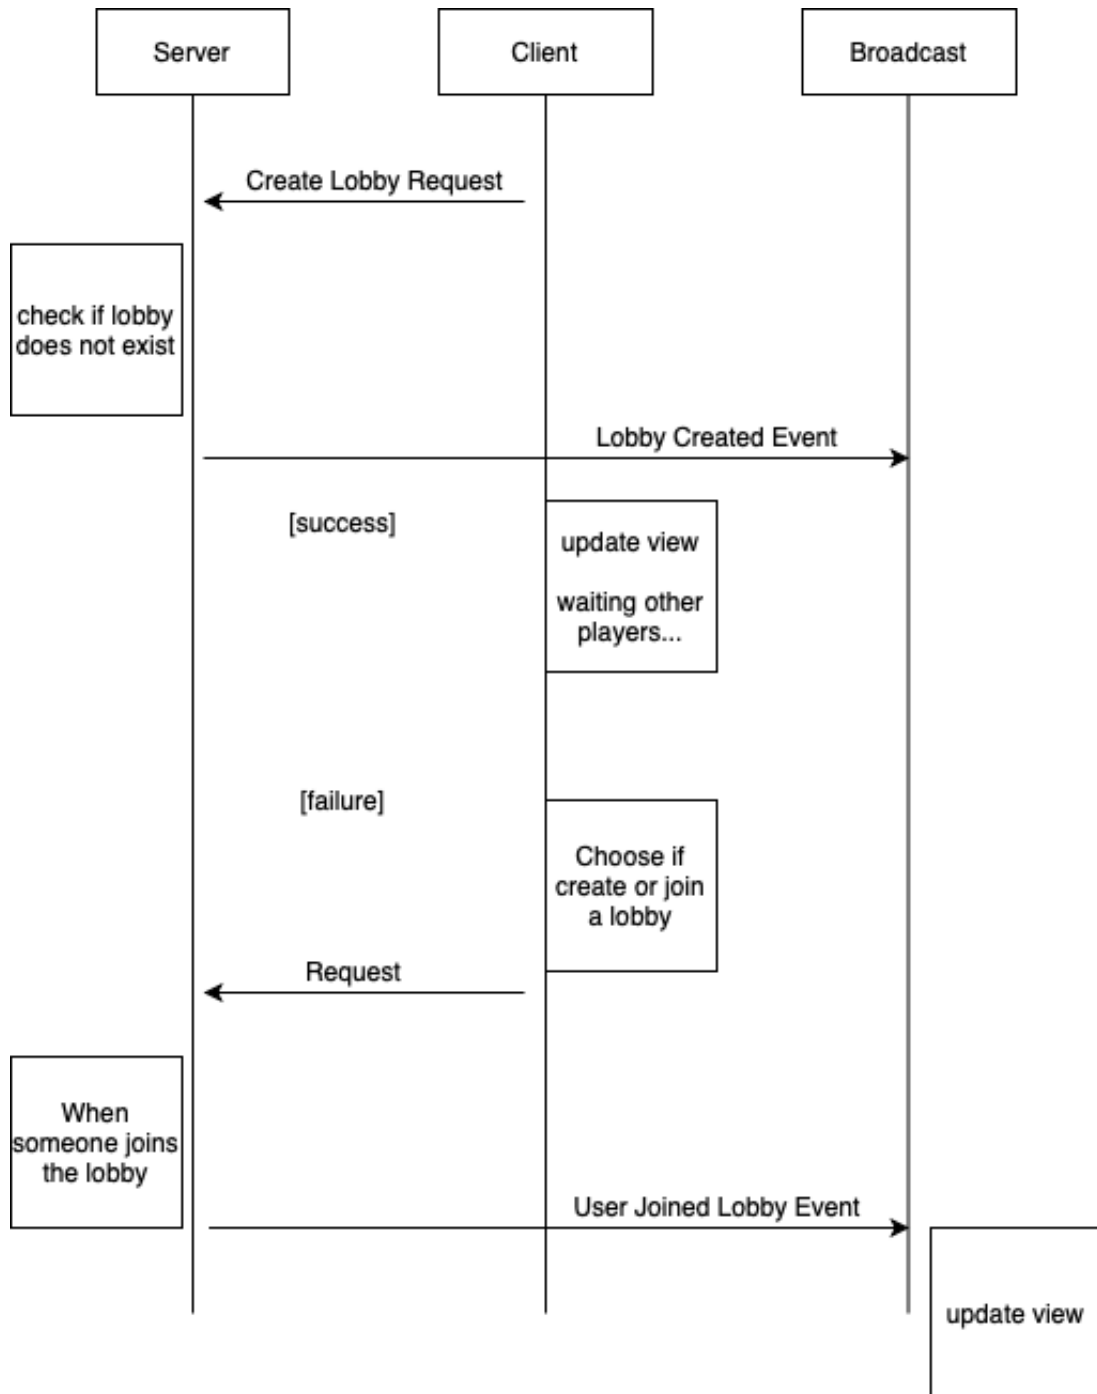 Server
Client
Broadcast
Create Lobby Request
check if lobby
does not exist
Lobby Created Event
[success]
update view
waiting other
players...
[failure]
Choose if
create or join
a lobby
Request
When
someone joins
the lobby
User Joined Lobby Event
update view